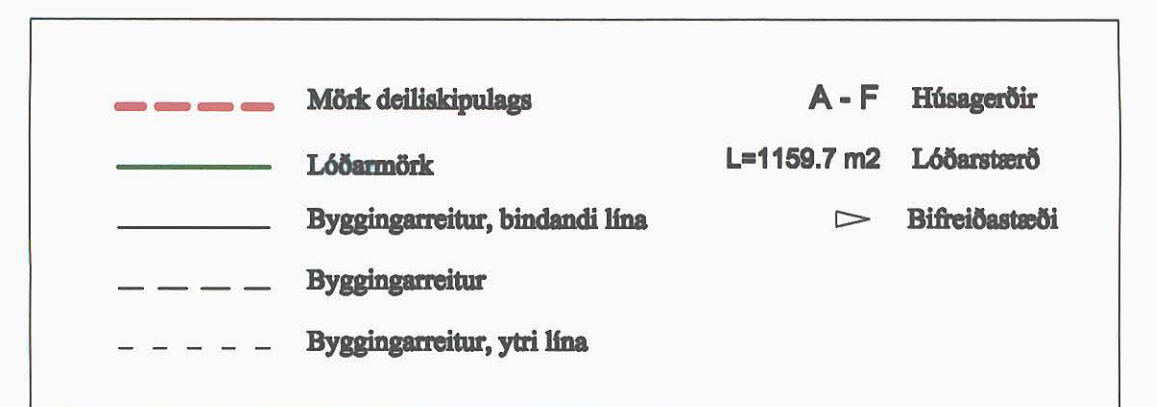 Mörk deiliskipulags
Lóðarmörk
Byggingarreitur, bindandi lína
Byggingarreitur
Byggingarreitur, ytri lína
A - F Húsagerðir
L=1159.7 m2 Lóðarstærð
Bifreiðastæði